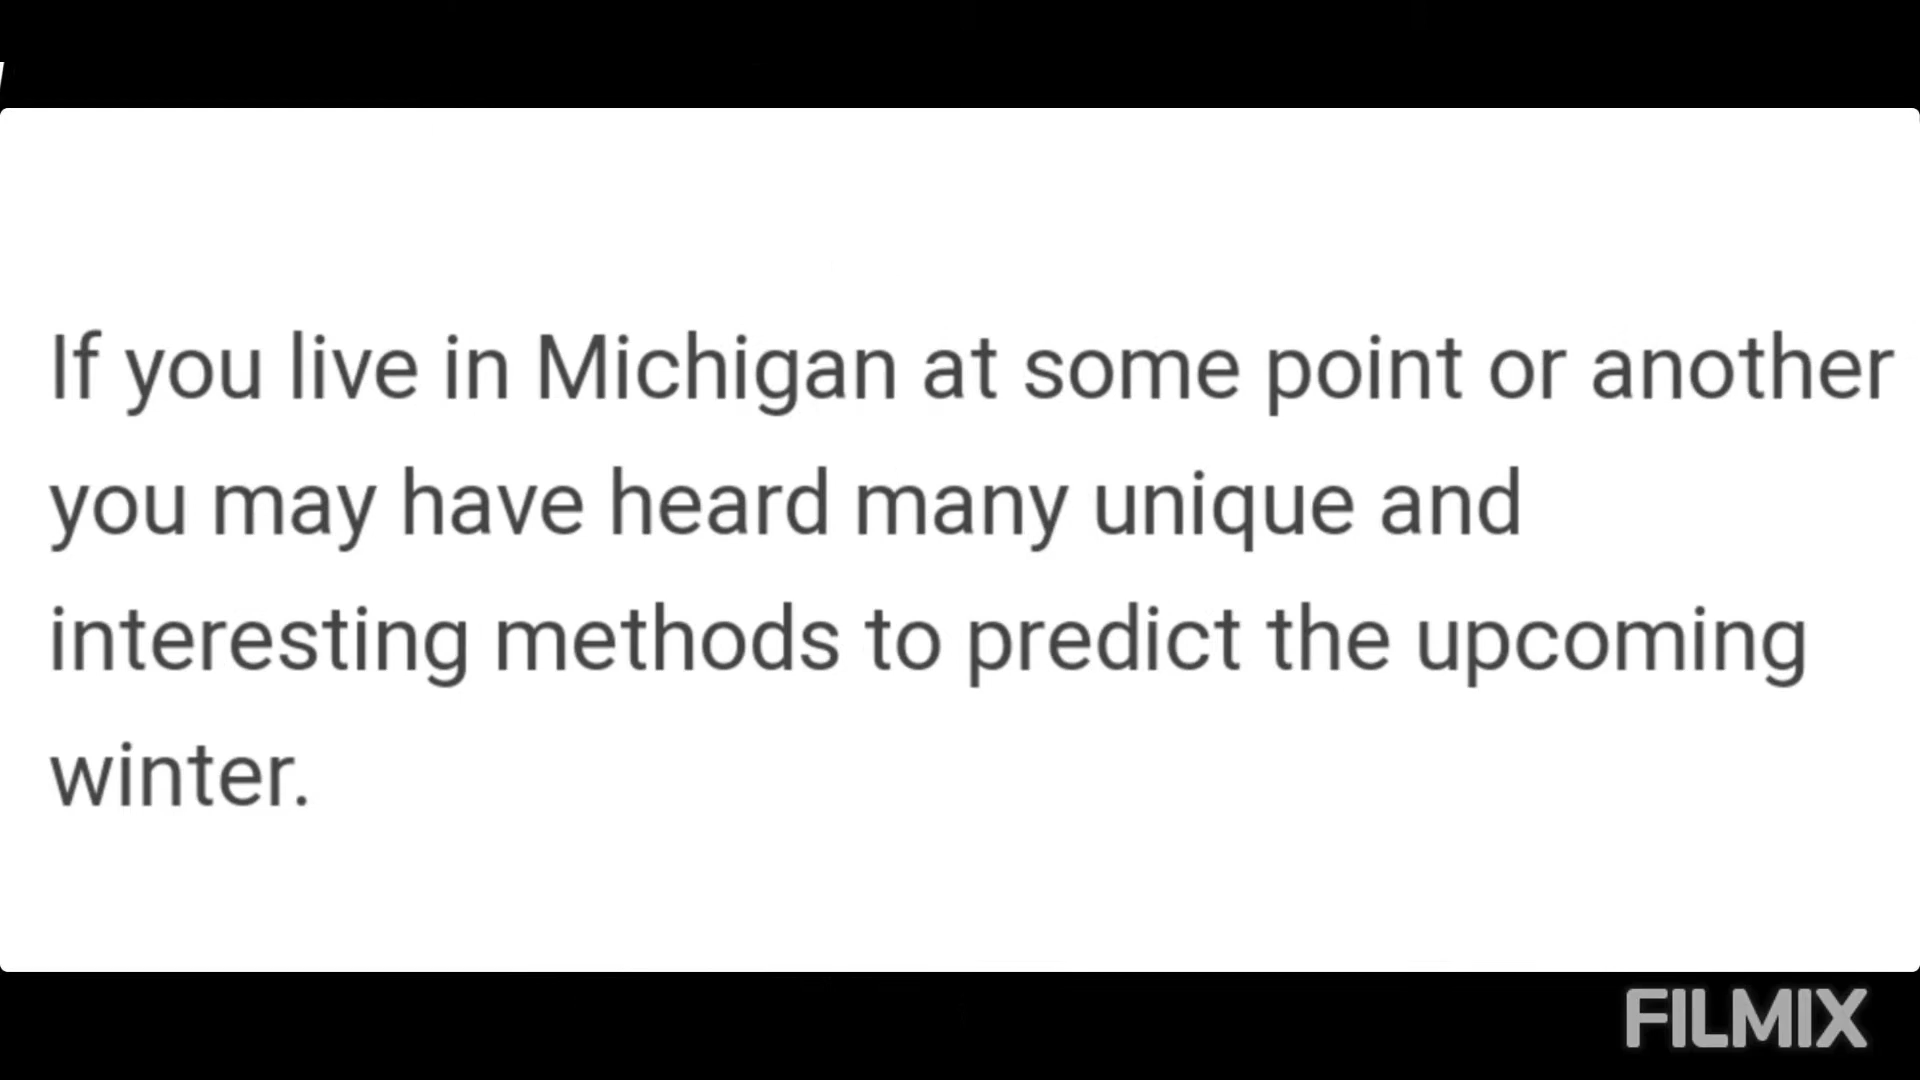 If you live in Michigan at some point or another
you may have heard many unique and
interesting methods to predict the upcoming
winter.
FILMIX